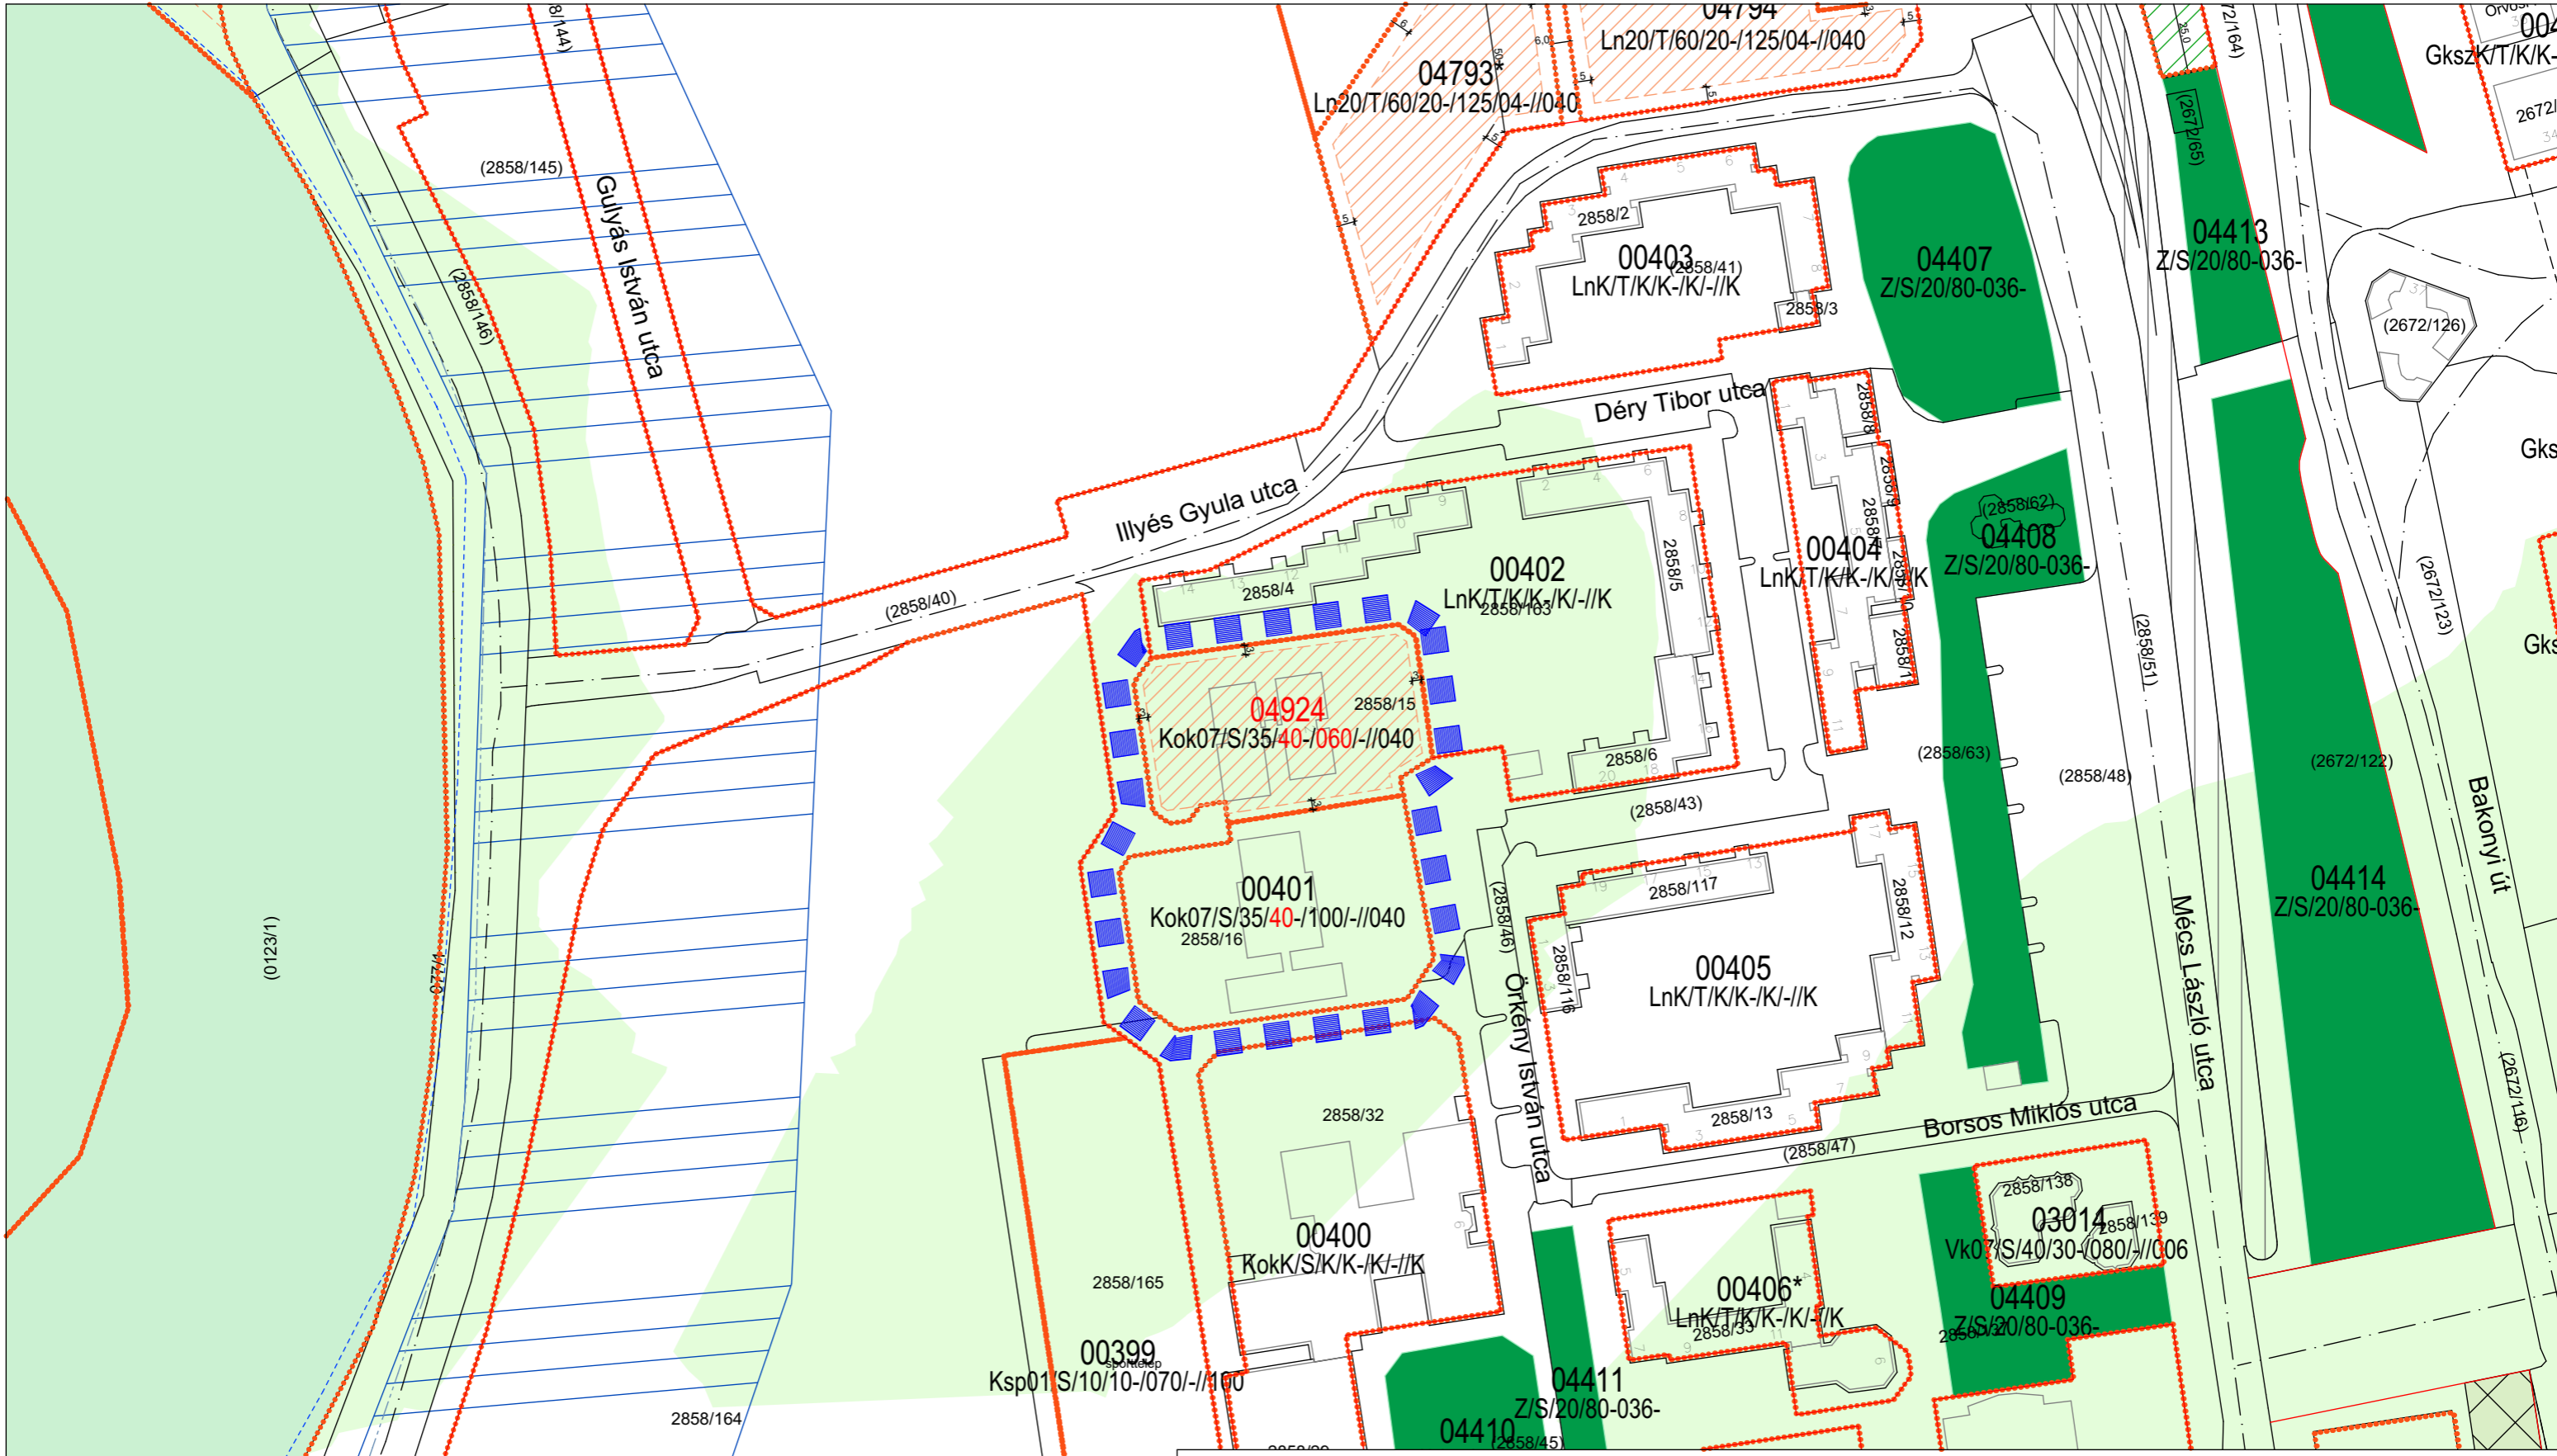 04794
Ln20/T/60/20-/125/04-//040
04793*
Ln20/T/60/20-/125/04-//040
GkszK/T/K/K-
(2672/65)
(2858/145)
Gulyás István utca
(2858/146)
2858/2
00403
(2858/41)
LnK/T/K/K-/K/-//K
2858/3
04407
Z/S/20/80-036-
04413
Z/S/20/80-036-
(2672/126)
Déry Tibor utca
2858/8
Illyés Gyula utca
(2858/40)
2858/4
00402
LnK/T/K/K-/K/-//K
2858/163
2858/5
00404
LnK/T/K/K-/K/-//K
(2858/62)
04408
Z/S/20/80-036-
(2672/123)
(2858/51)
04924
2858/15
Kok07/S/35/40-/060/-//040
2858/6
(2858/43)
(2858/63)
(2858/48)
(2672/122)
Bakonyi út
00401
Kok07/S/35/40-/100/-//040
2858/16
(2858/46)
2858/117
2858/12
2858/116
00405
LnK/T/K/K-/K/-//K
04414
Z/S/20/80-036-
(0123/1)
Örkény István utca
Mécs László utca
2858/13
Borsos Miklós utca
(2858/47)
(2672/116)
2858/32
2858/138
03014
2858/139
Vk07/S/40/30-/080/-//006
00400
KokK/S/K/K-/K/-//K
2858/165
00406*
LnK/T/K/K-/K/-//K
04409
Z/S/20/80-036-
00399
sporttelep
Ksp01/S/10/10-/070/-//100
2858/164
04411
Z/S/20/80-036-
04410
(2858/45)